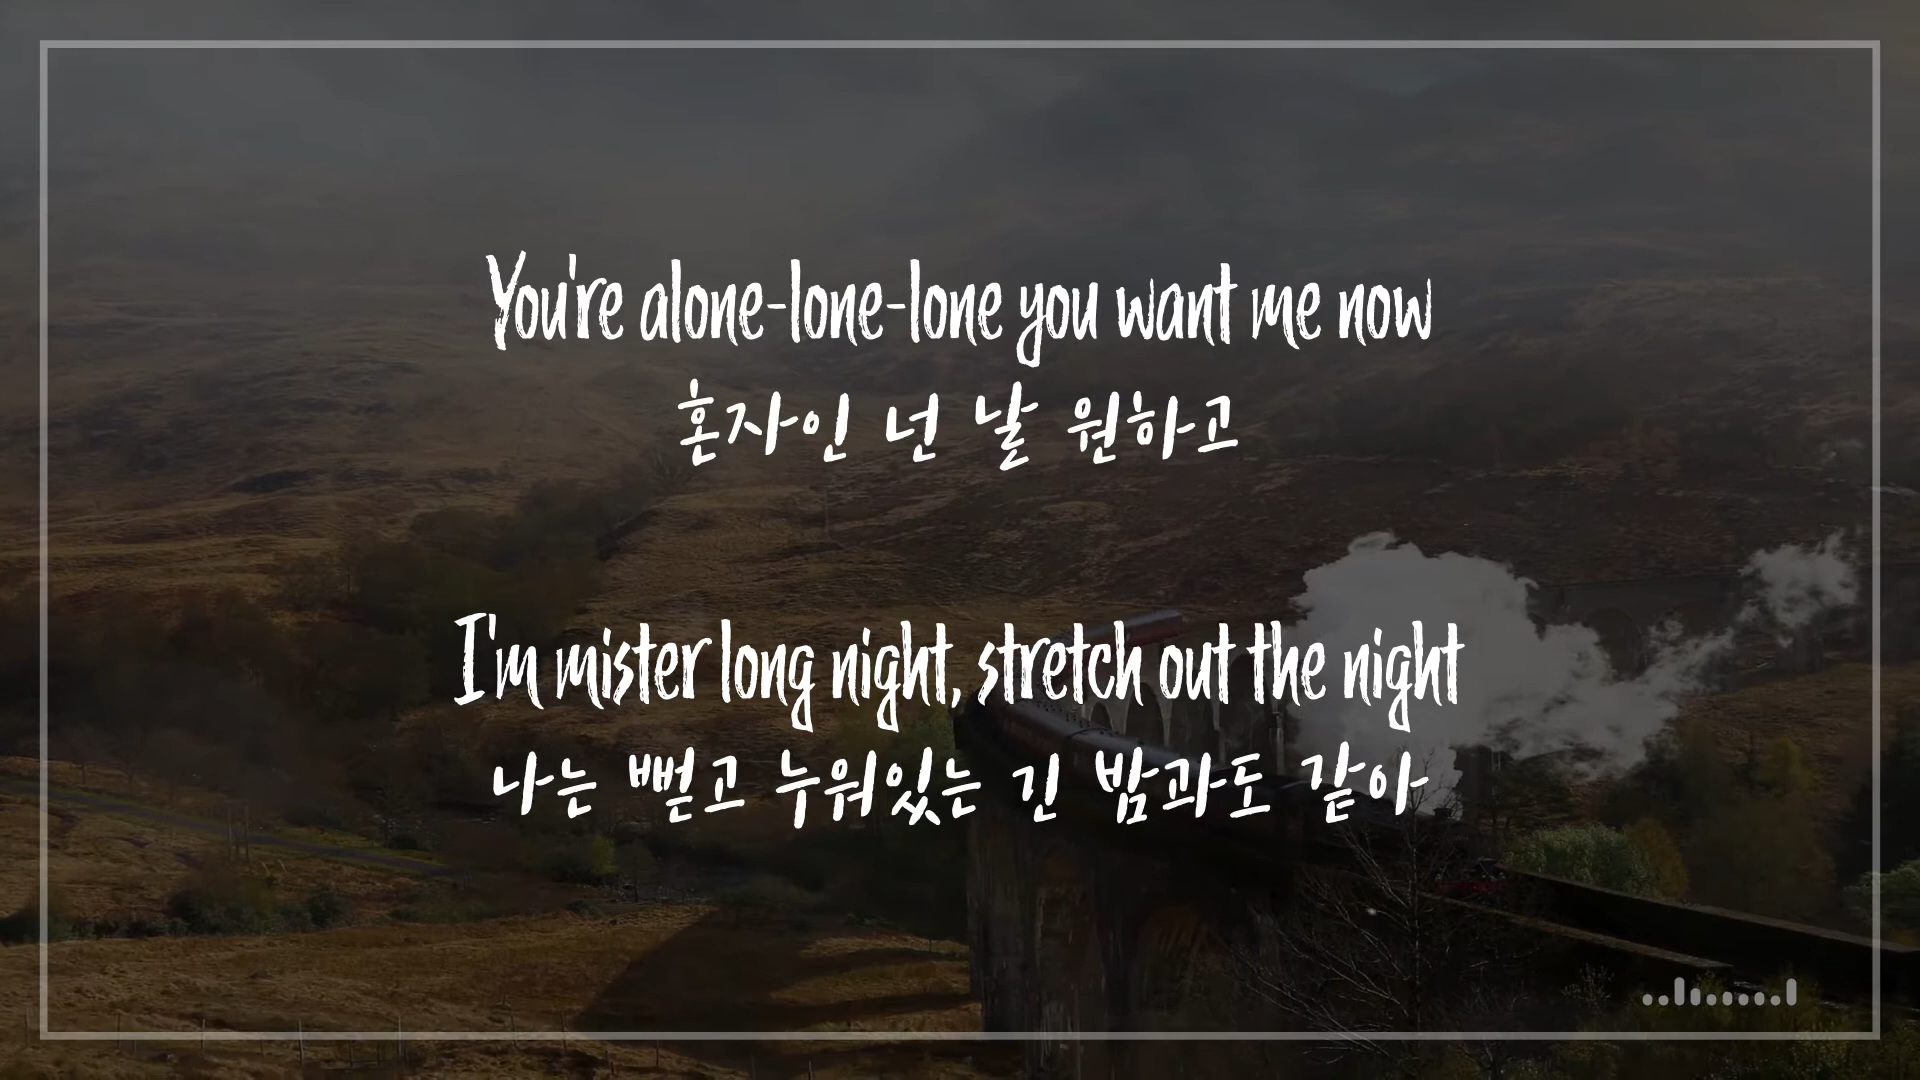 You're alone-lone-lone you want me now
혼자인 넌 날 원하고
I'm mister long night, stretch out the night
나는 뻗고 누워있는 긴 밤과도 같아